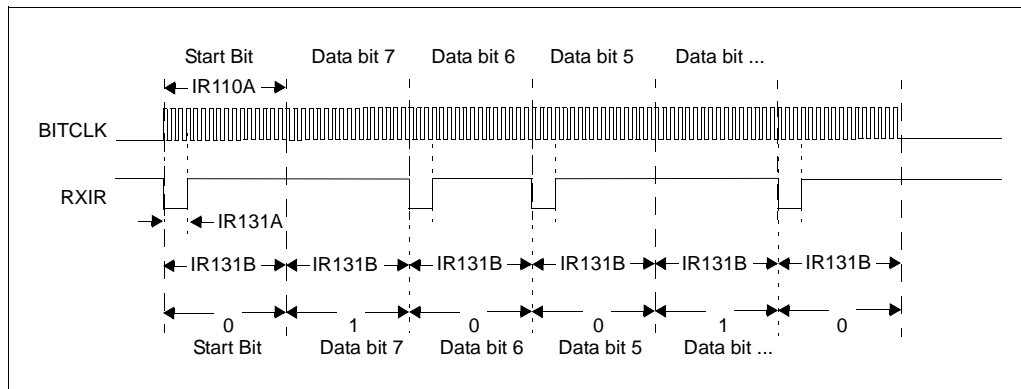 Start Bit Data bit 7 Data bit 6 Data bit 5 Data bit ...
IR110A
BITCLK
RXIR
IR131A
IR131B IR131B IR131B IR131B IR131B IR131B
0 1 0 0 1 0
Start Bit Data bit 7 Data bit 6 Data bit 5 Data bit ...